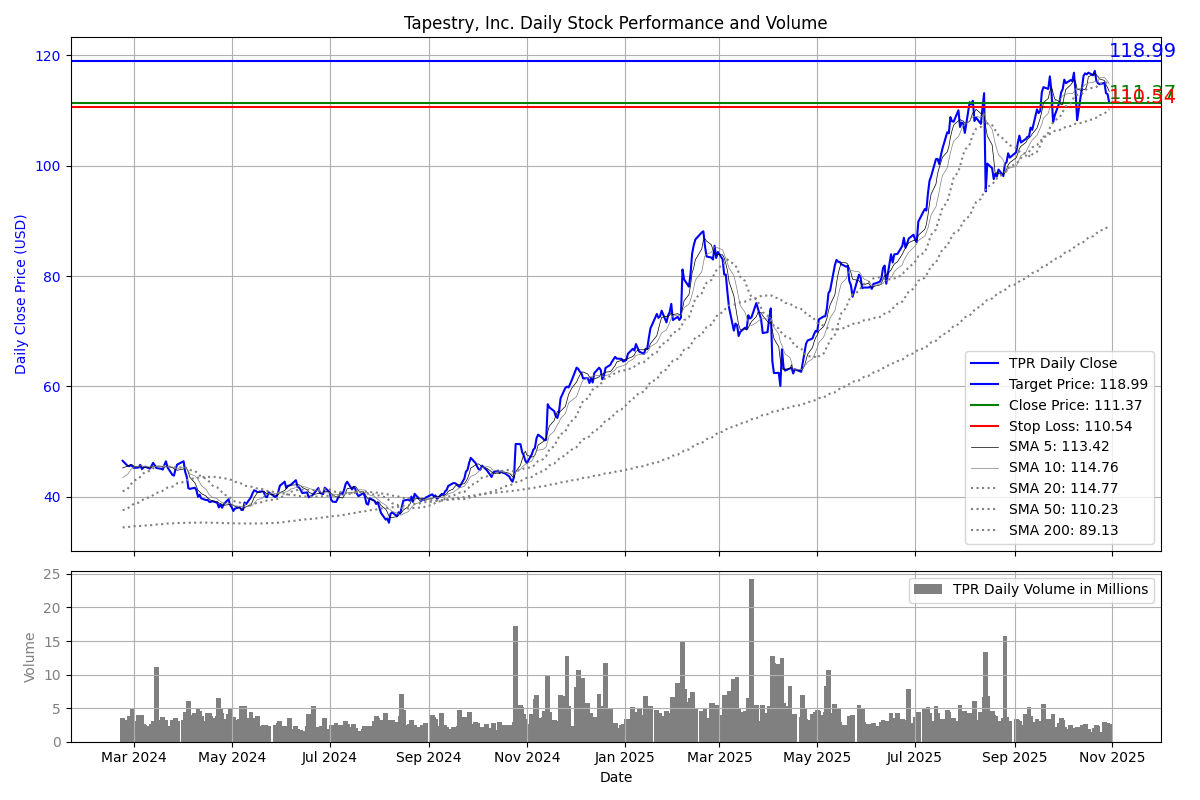 Tapestry, Inc. Daily Stock Performance and Volume
118.99
111.37
110.54
120
100
80
60
40
Daily Close Price (USD)
TPR Daily Close
Target Price: 118.99
Close Price: 111.37
Stop Loss: 110.54
SMA 5: 113.42
SMA 10: 114.76
SMA 20: 114.77
SMA 50: 110.23
SMA 200: 89.13
25
20
15
10
5
0
Volume
TPR Daily Volume in Millions
Mar 2024 May 2024 Jul 2024 Sep 2024 Nov 2024 Jan 2025 Mar 2025 May 2025 Jul 2025 Sep 2025 Nov 2025
Date